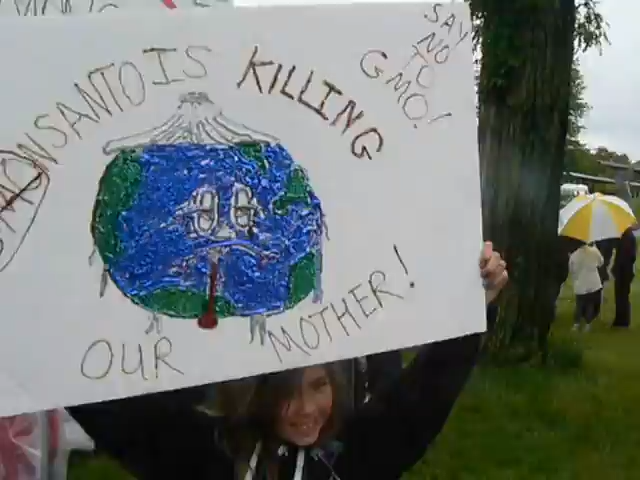 MONSANTO IS KILLING
OUR MOTHER!
SAY
NO
TO
GMO!